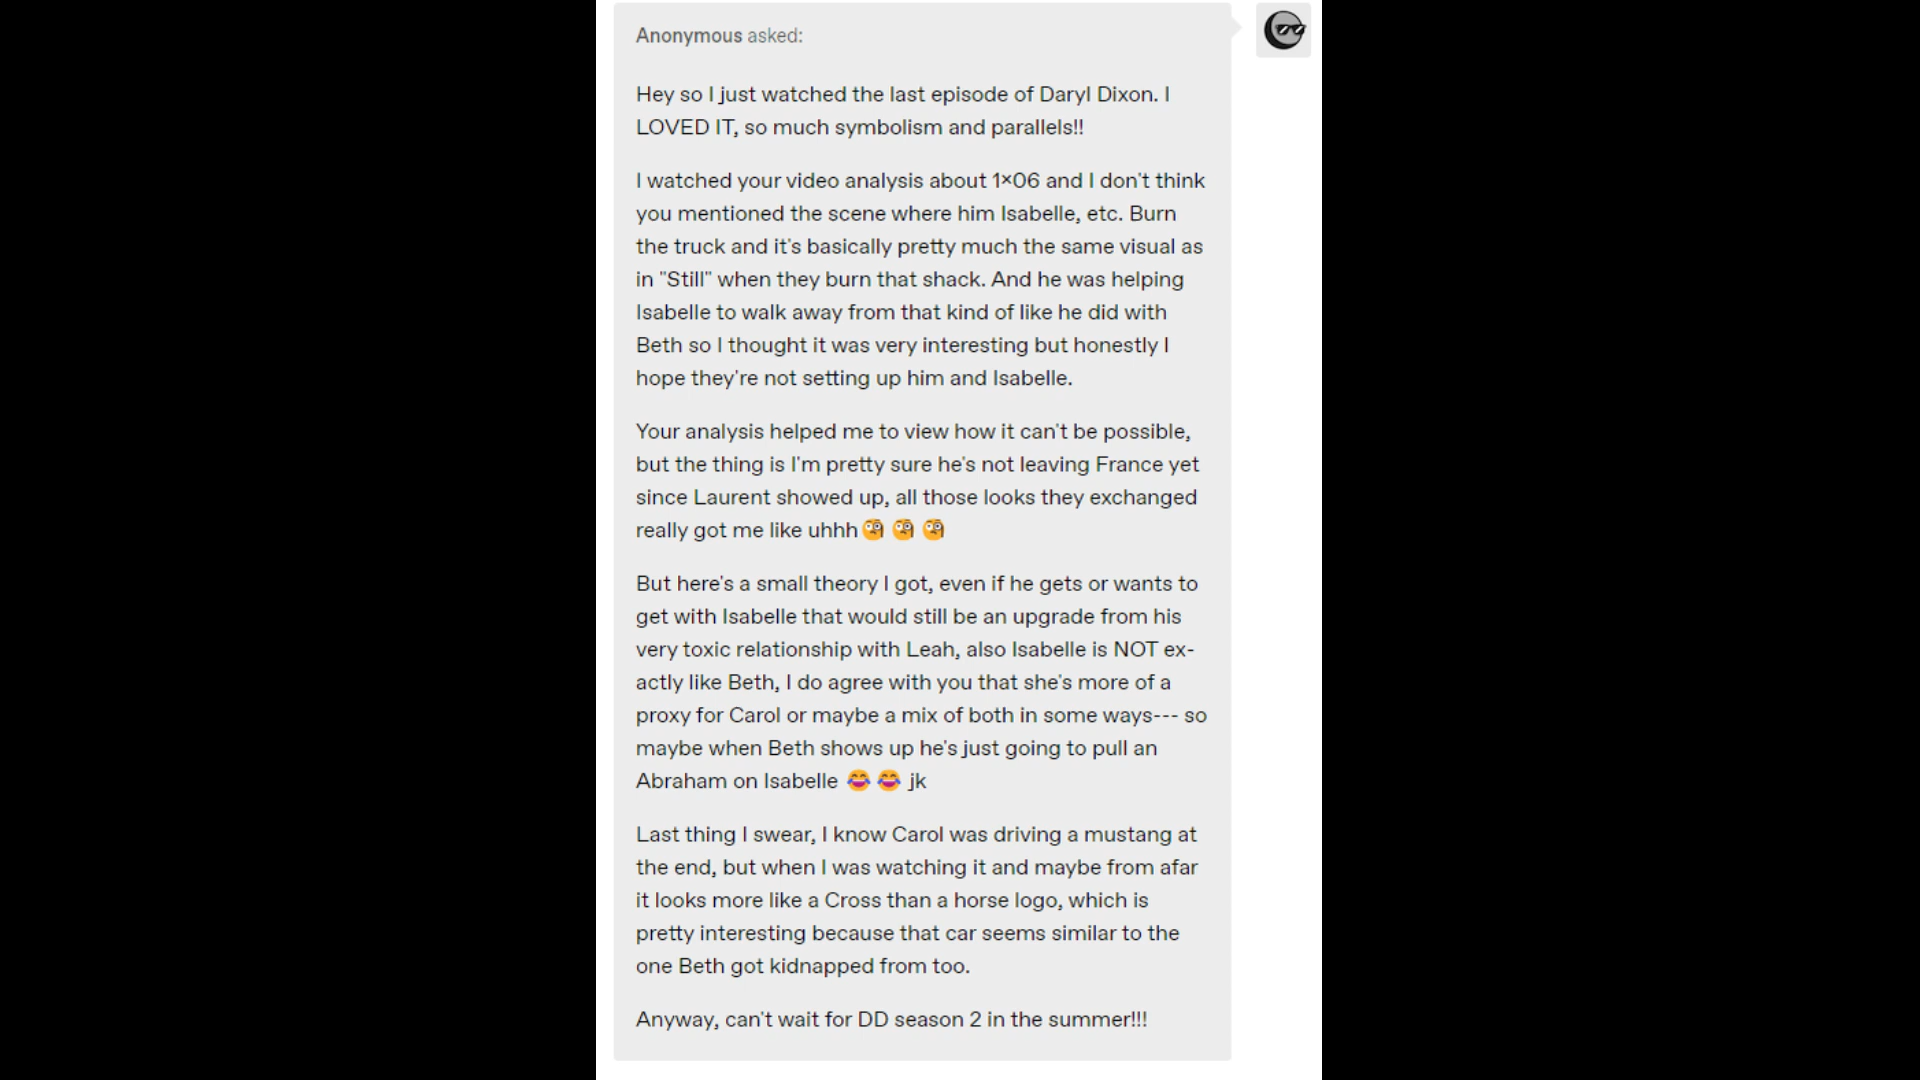 Anonymous asked:
Hey so I just watched the last episode of Daryl Dixon. I
LOVED IT, so much symbolism and parallels!!
I watched your video analysis about 1×06 and I don't think
you mentioned the scene where him Isabelle, etc. Burn
the truck and it's basically pretty much the same visual as
in "Still" when they burn that shack. And he was helping
Isabelle to walk away from that kind of like he did with
Beth so I thought it was very interesting but honestly I
hope they're not setting up him and Isabelle.
Your analysis helped me to view how it can't be possible,
but the thing is I'm pretty sure he's not leaving France yet
since Laurent showed up, all those looks they exchanged
really got me like uhhh🧐 🧐 🧐
But here's a small theory I got, even if he gets or wants to
get with Isabelle that would still be an upgrade from his
very toxic relationship with Leah, also Isabelle is NOT ex-
actly like Beth, I do agree with you that she's more of a
proxy for Carol or maybe a mix of both in some ways--- so
maybe when Beth shows up he's just going to pull an
Abraham on Isabelle 😂 😂 jk
Last thing I swear, I know Carol was driving a mustang at
the end, but when I was watching it and maybe from afar
it looks more like a Cross than a horse logo, which is
pretty interesting because that car seems similar to the
one Beth got kidnapped from too.
Anyway, can't wait for DD season 2 in the summer!!!